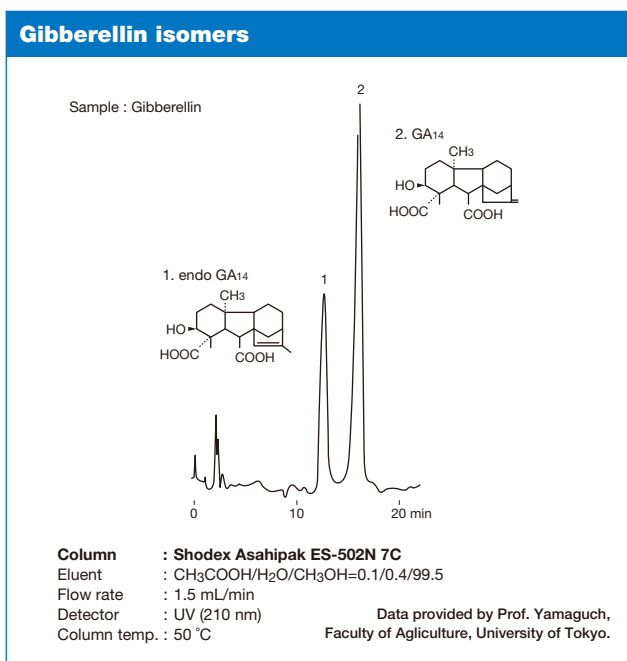 Gibberellin isomers
Sample : Gibberellin
2
2. GA14
CH3
HO
HOOC
COOH
1. endo GA14
1
CH3
HO
HOOC
COOH
0
10
20 min
Column : Shodex Asahipak ES-502N 7C
Eluent : CH3COOH/H2O/CH3OH=0.1/0.4/99.5
Flow rate : 1.5 mL/min
Detector : UV (210 nm)
Column temp. : 50 ˚C
Data provided by Prof. Yamaguch,
Faculty of Agliculture, University of Tokyo.